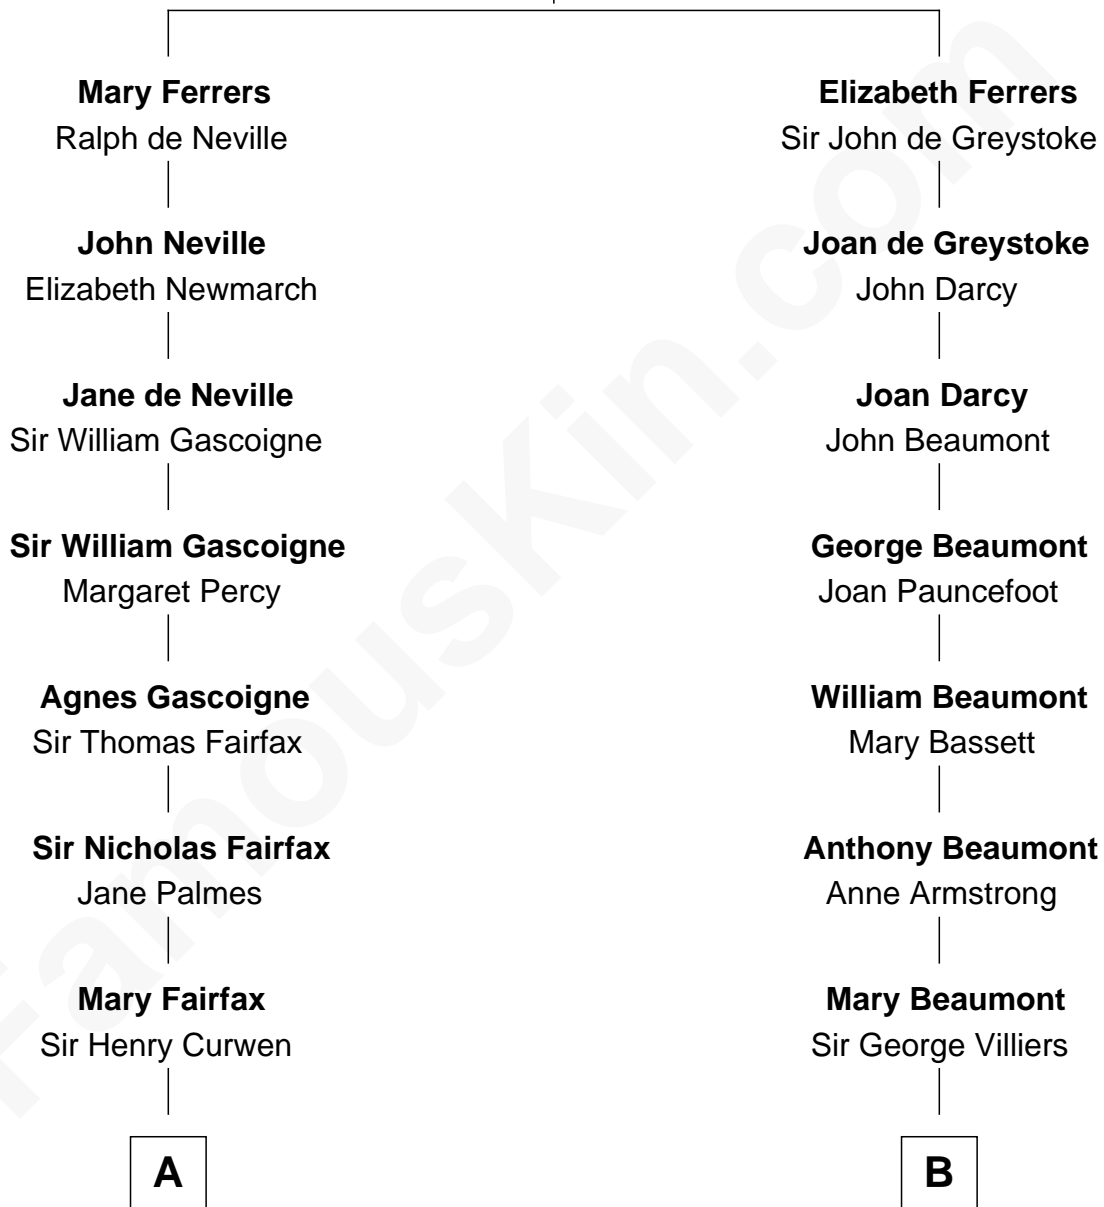 Mary Ferrers
Ralph de Neville
John Neville
Elizabeth Newmarch
Jane de Neville
Sir William Gascoigne
Sir William Gascoigne
Margaret Percy
Agnes Gascoigne
Sir Thomas Fairfax
Sir Nicholas Fairfax
Jane Palmes
Mary Fairfax
Sir Henry Curwen
A
Elizabeth Ferrers
Sir John de Greystoke
Joan de Greystoke
John Darcy
Joan Darcy
John Beaumont
George Beaumont
Joan Pauncefoot
William Beaumont
Mary Bassett
Anthony Beaumont
Anne Armstrong
Mary Beaumont
Sir George Villiers
B
FamousKin.com